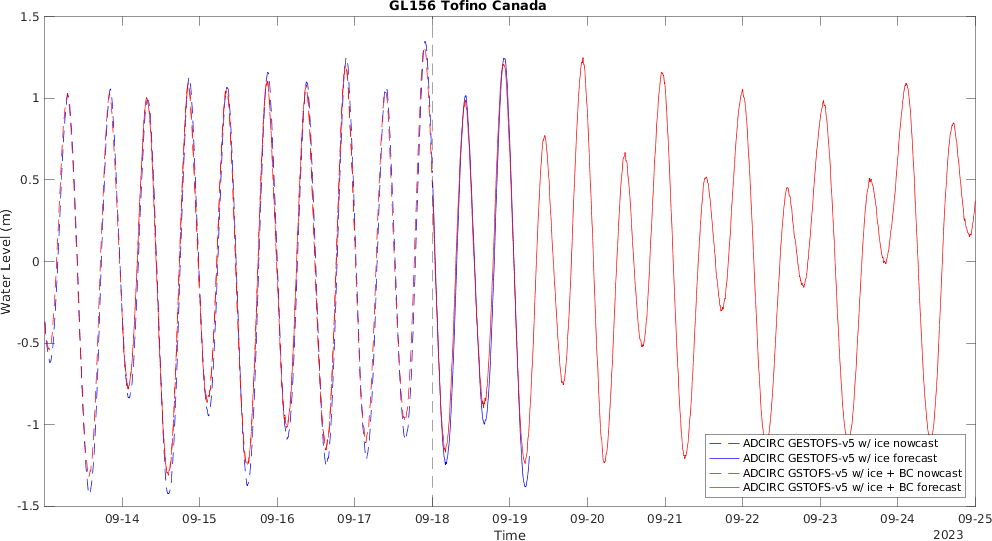 GL156 Tofino Canada
1.5
1
0.5
0
-0.5
-1
-1.5
Water Level (m)
09-14 09-15 09-16 09-17 09-18 09-19 09-20 09-21 09-22 09-23 09-24 09-25
Time
2023
ADCIRC GESTOFS-v5 w/ ice nowcast
ADCIRC GESTOFS-v5 w/ ice forecast
ADCIRC GSTOFS-v5 w/ ice + BC nowcast
ADCIRC GSTOFS-v5 w/ ice + BC forecast